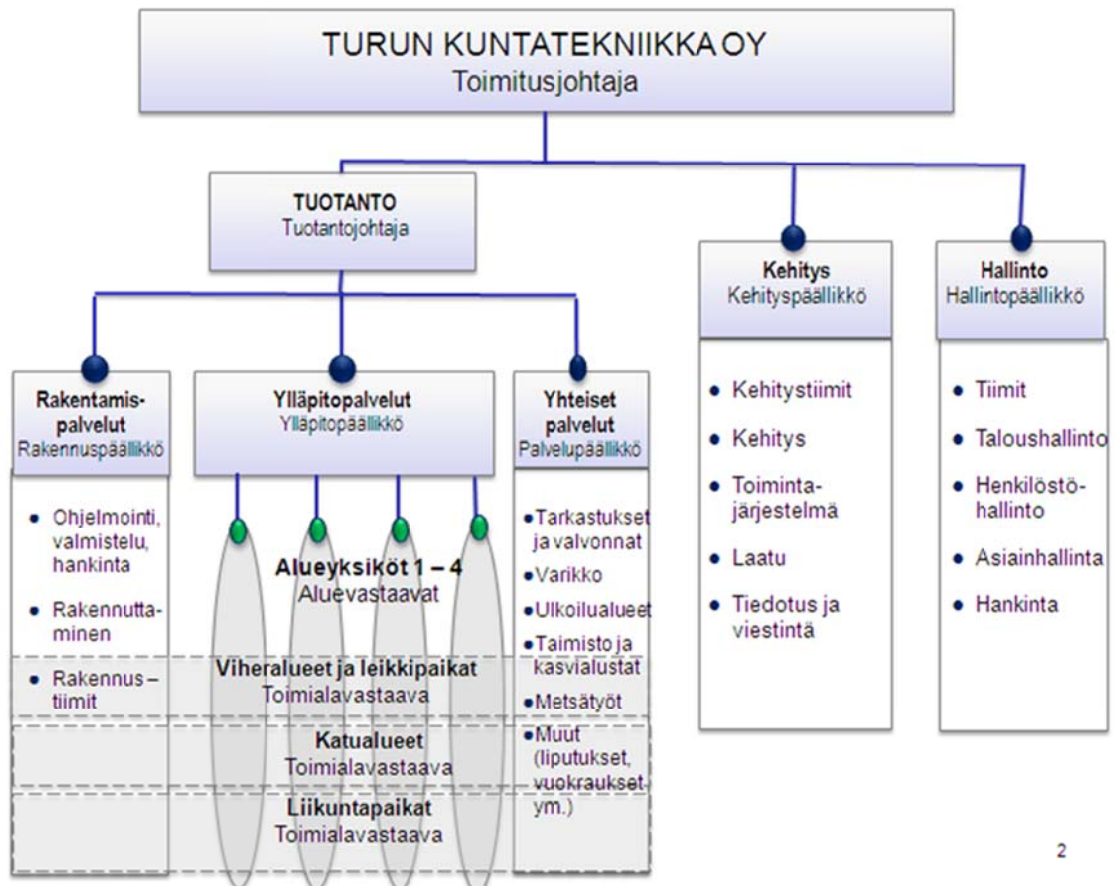 TURUN KUNTATEKNIIKKA OY
Toimitusjohtaja
TUOTANTO
Tuotantojohtaja
Kehitys
Kehityspäällikkö
Hallinto
Hallintopäällikkö
Rakentamis-
palvelut
Rakennuspäällikkö
Ylläpitopalvelut
Ylläpitopäällikkö
Yhteiset
palvelut
Palvelupäällikkö
• Ohjelmointi,
valmistelu,
hankinta
• Rakennutta-
minen
• Rakennus –
tiimit
Alueyksiköt 1 – 4
Aluevastaavat
Viheralueet ja leikkipaikat
Toimialavastaava
Katualueet
Toimialavastaava
Liikuntapaikat
Toimialavastaava
• Tarkastukset
ja valvonnat
• Varikko
• Ulkoilualueet
• Taimisto ja
kasvialustat
• Metsätyöt
• Muut
(liputukset,
vuokraukset
ym.)
• Kehitystiimit
• Kehitys
• Toiminta-
järjestelmä
• Laatu
• Tiedotus ja
viestintä
• Tiimit
• Taloushallinto
• Henkilöstö-
hallinto
• Asiainhallinta
• Hankinta
2